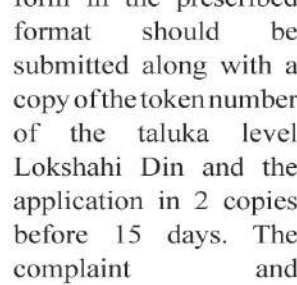 form in the prescribed
format should be
submitted along with a
copy of the token number
of the taluka level
Lokshahi Din and the
application in 2 copies
before 15 days. The
complaint and